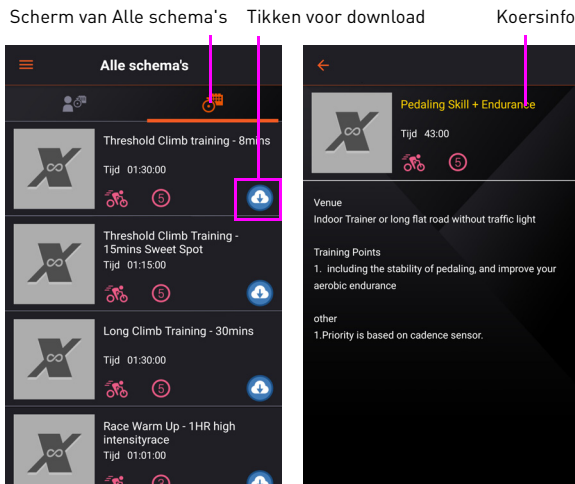 Scherm van Alle schema's Tikken voor download Koersinfo
Alle schema's
Threshold Climb training - 8mins
Tijd 01:30:00
5
Threshold Climb Training -
15mins Sweet Spot
Tijd 01:15:00
5
Long Climb Training - 30mins
Tijd 01:30:00
5
Race Warm Up - 1HR high
intensityrace
Tijd 01:01:00
3
Pedaling Skill + Endurance
Tijd 43:00
5
Venue
Indoor Trainer or long flat road without traffic light
Training Points
1. including the stability of pedaling, and improve your
aerobic endurance
other
1.Priority is based on cadence sensor.